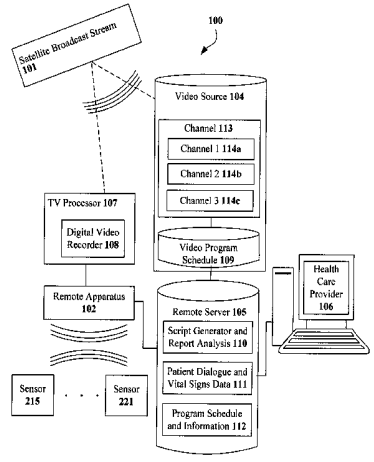 100
Satellite Broadcast Stream
101
Video Source 104
Channel 113
Channel 1 114a
Channel 2 114b
Channel 3 114c
TV Processor 107
Digital Video
Recorder 108
Video Program
Schedule 109
Health
Care
Provider
106
Remote Apparatus
102
Remote Server 105
Script Generator and
Report Analysis 110
Patient Dialogue and
Vital Signs Data 111
Program Schedule
and Information 112
Sensor
215
. . .
Sensor
221